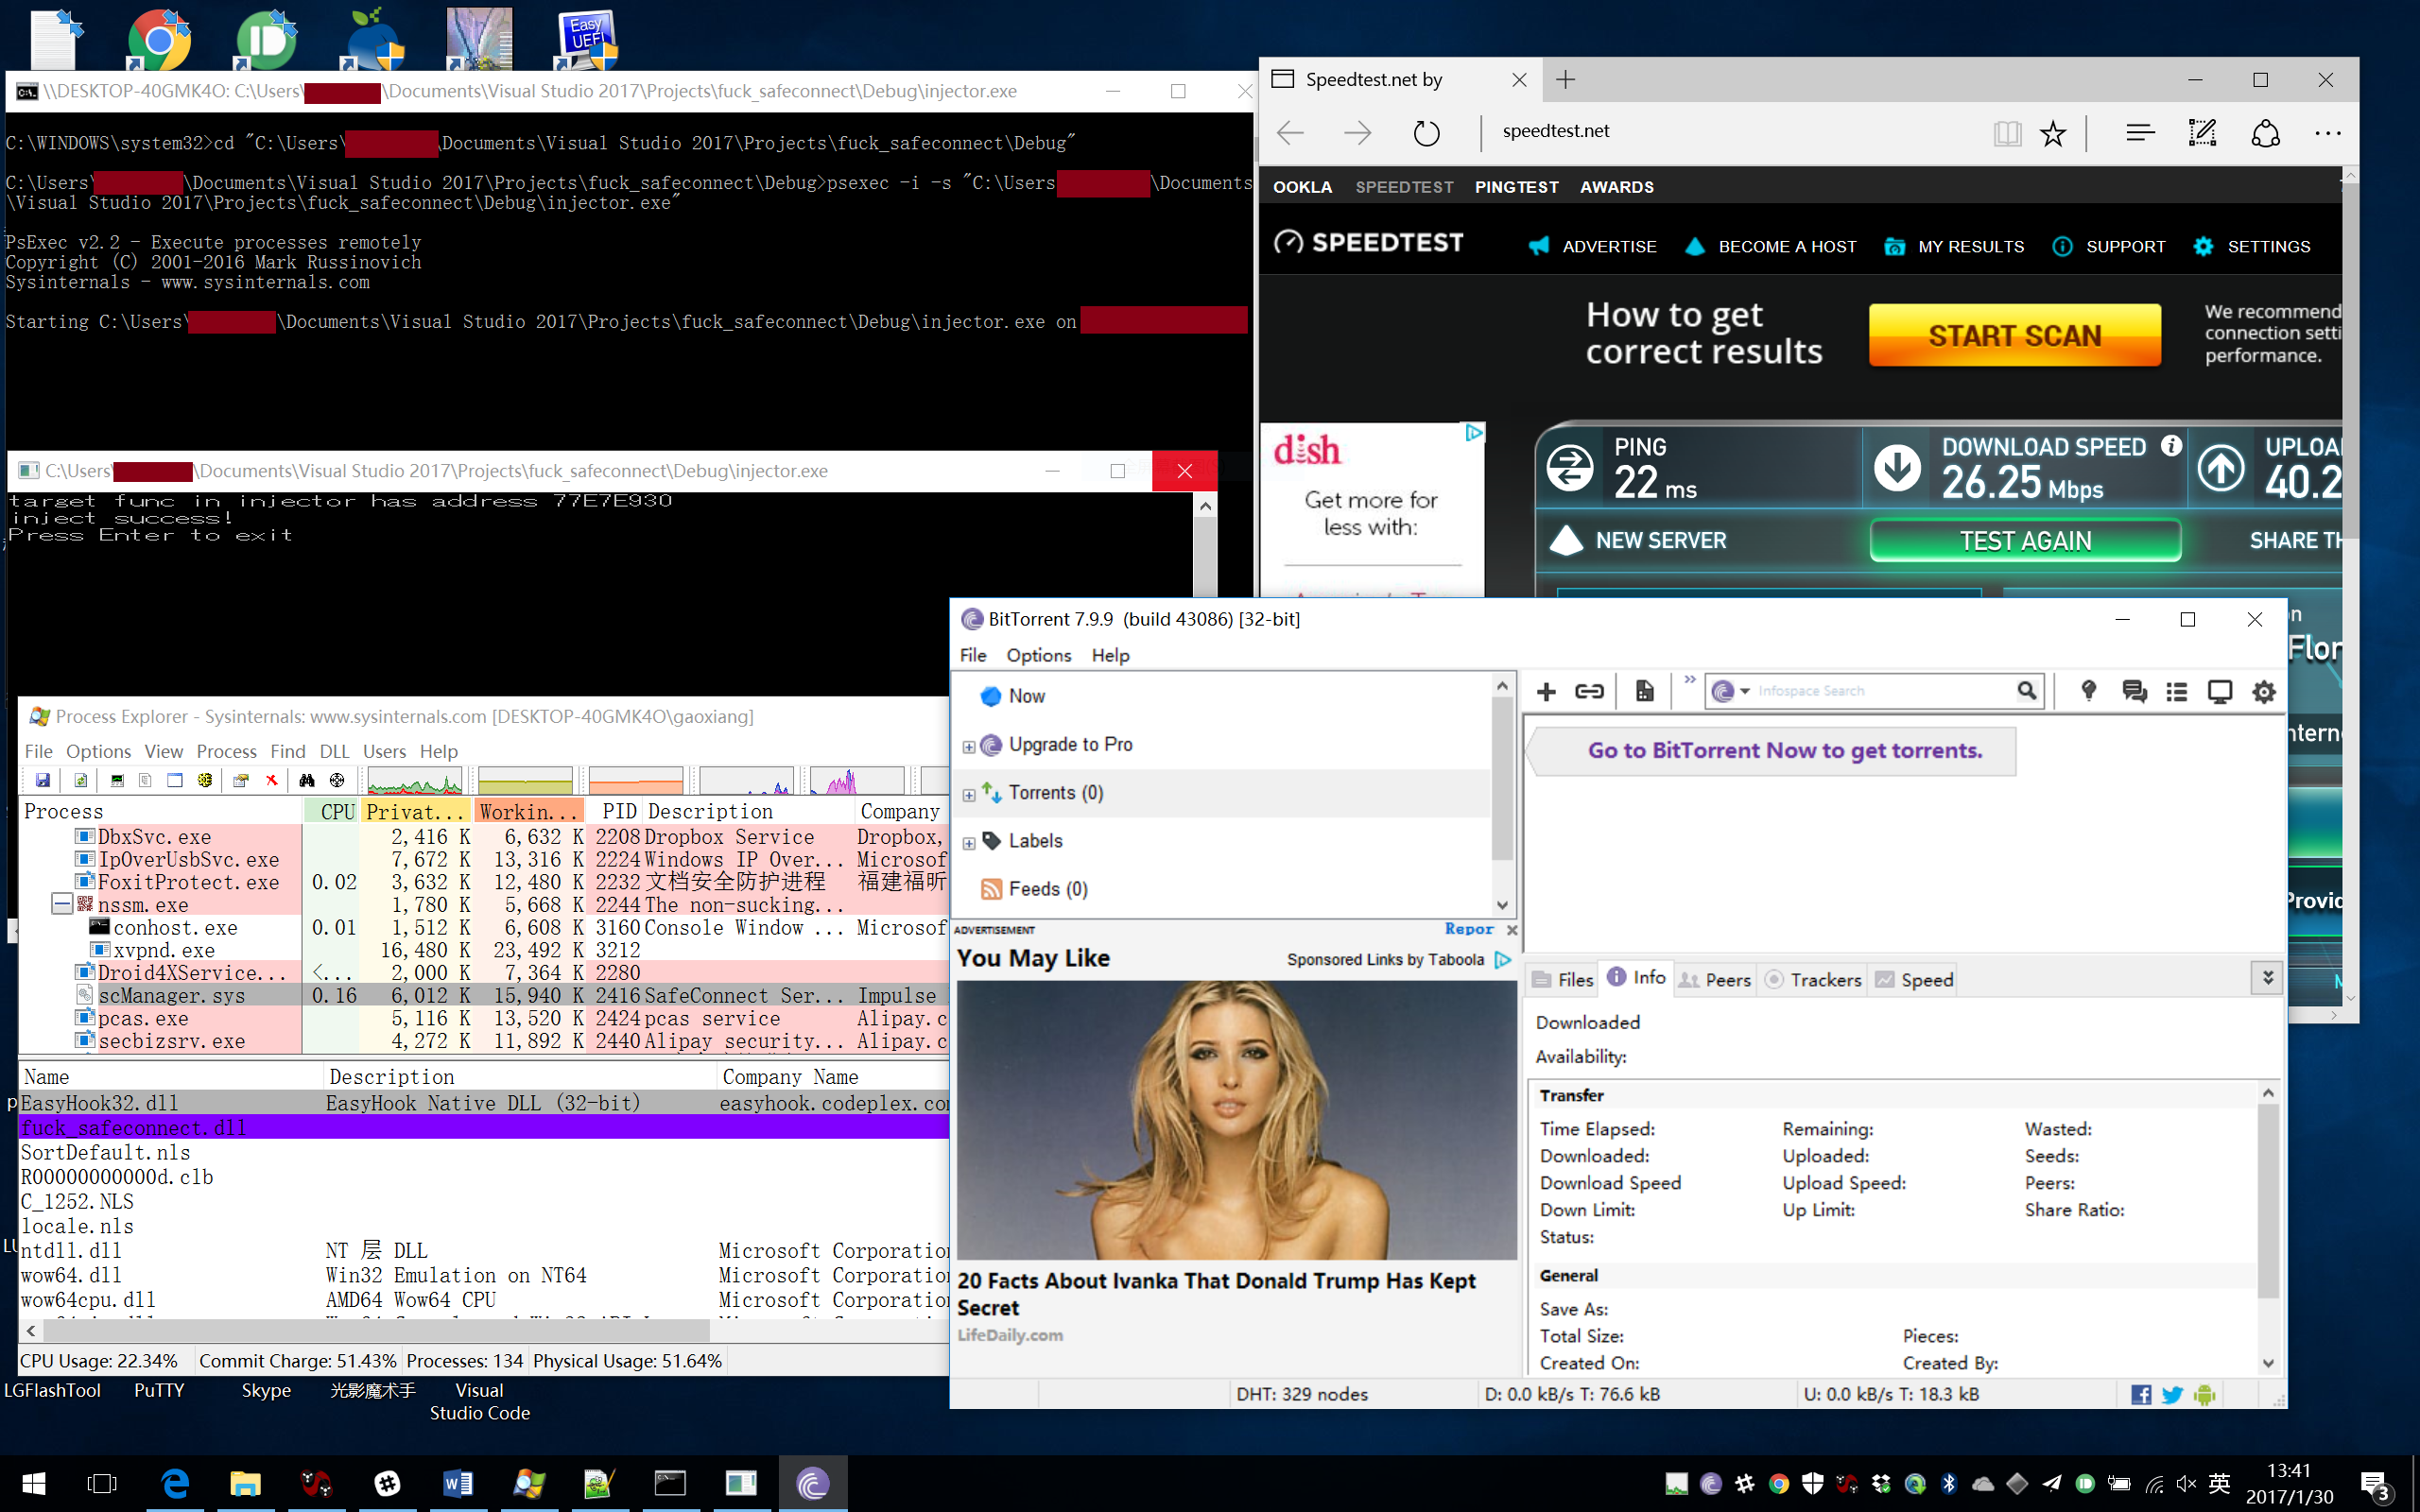 \\DESKTOP-40GMK4O: C:\Users\ \Documents\Visual Studio 2017\Projects\fuck_safeconnect\Debug\injector.exe
C:\WINDOWS\system32>cd "C:\Users\ \Documents\Visual Studio 2017\Projects\fuck_safeconnect\Debug"
C:\Users\ \Documents\Visual Studio 2017\Projects\fuck_safeconnect\Debug>psexec -i -s "C:\Users \Documents
\Visual Studio 2017\Projects\fuck_safeconnect\Debug\injector.exe"
PsExec v2.2 - Execute processes remotely
Copyright (C) 2001-2016 Mark Russinovich
Sysinternals - www.sysinternals.com
Starting C:\Users\ \Documents\Visual Studio 2017\Projects\fuck_safeconnect\Debug\injector.exe on
C:\Users\ \Documents\Visual Studio 2017\Projects\fuck_safeconnect\Debug\injector.exe
target func in injector has address 77E7E930
inject success!
Press Enter to exit
Easy
UEFI
Speedtest.net by
speedtest.net
OOKLA SPEEDTEST PINGTEST AWARDS
SPEEDTEST ADVERTISE BECOME A HOST MY RESULTS SUPPORT SETTINGS
How to get
correct results
START SCAN
We recommend
connection setti
performance.
dish
Get more for
less with:
PING
22 ms
DOWNLOAD SPEED
26.25 Mbps
UPLOA
40.2
NEW SERVER TEST AGAIN SHARE TH
Flor
ntern
Provid
Process Explorer - Sysinternals: www.sysinternals.com [DESKTOP-40GMK4O\gaoxiang]
File Options View Process Find DLL Users Help
Process CPU Privat... Workin... PID Description Company
DbxSvc.exe 2,416 K 6,632 K 2208 Dropbox Service Dropbox,
IpOverUsbSvc.exe 7,672 K 13,316 K 2224 Windows IP Over... Microsof
FoxitProtect.exe 0.02 3,632 K 12,480 K 2232 文档安全防护进程 福建福昕
nssm.exe 1,780 K 5,668 K 2244 The non-sucking...
conhost.exe 0.01 1,512 K 6,608 K 3160 Console Window ... Microsof
xvpnd.exe 16,480 K 23,492 K 3212
Droid4XService... <... 2,000 K 7,364 K 2280
scManager.sys 0.16 6,012 K 15,940 K 2416 SafeConnect Ser... Impulse
pcas.exe 5,116 K 13,520 K 2424 pcas service Alipay.c
secbizsrv.exe 4,272 K 11,892 K 2440 Alipay security... Alipay.c
Name Description Company Name
EasyHook32.dll EasyHook Native DLL (32-bit) easyhook.codeplex.com
fuck_safeconnect.dll
SortDefault.nls
R00000000000d.clb
C_1252.NLS
locale.nls
ntdll.dll NT 层 DLL Microsoft Corporation
wow64.dll Win32 Emulation on NT64 Microsoft Corporation
wow64cpu.dll AMD64 Wow64 CPU Microsoft Corporation
CPU Usage: 22.34% Commit Charge: 51.43% Processes: 134 Physical Usage: 51.64%
BitTorrent 7.9.9 (build 43086) [32-bit]
File Options Help
Now
Upgrade to Pro
Torrents (0)
Labels
Feeds (0)
Infospace Search
Go to BitTorrent Now to get torrents.
ADVERTISEMENT Repor
You May Like Sponsored Links by Taboola
20 Facts About Ivanka That Donald Trump Has Kept
Secret
LifeDaily.com
Files Info Peers Trackers Speed
Downloaded
Availability:
Transfer
Time Elapsed: Remaining: Wasted:
Downloaded: Uploaded: Seeds:
Download Speed Upload Speed: Peers:
Down Limit: Up Limit: Share Ratio:
Status:
General
Save As:
Total Size: Pieces:
Created On: Created By:
DHT: 329 nodes D: 0.0 kB/s T: 76.6 kB U: 0.0 kB/s T: 18.3 kB
LGFlashTool PuTTY Skype 光影魔术手 Visual
Studio Code
英
13:41
2017/1/30
3